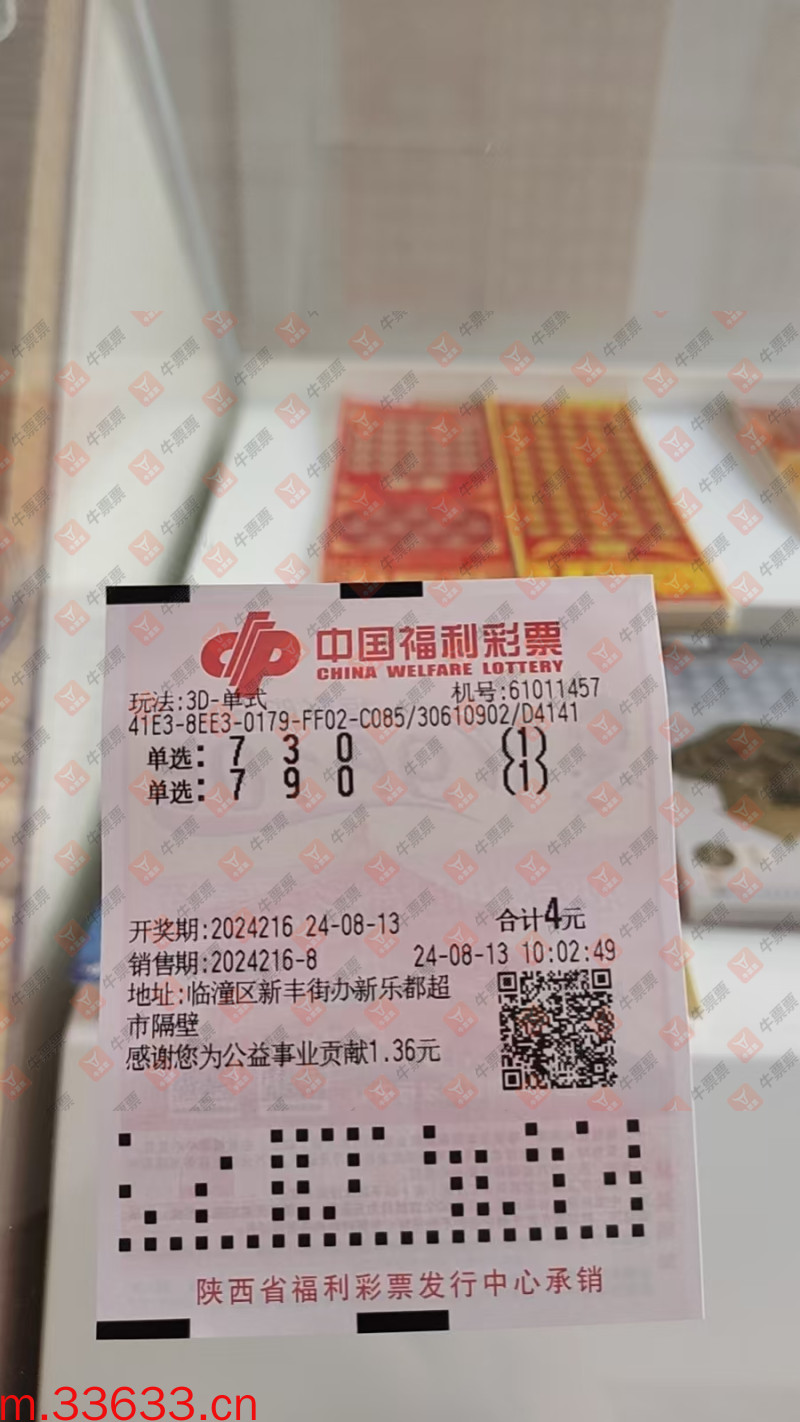 中国福利彩票
CHINA WELFARE LOTTERY
玩法:3D-单式 机号:61011457
41E3-8EE3-0179-FF02-C085/30610902/D4141
单选: 7 3 0 (1)
单选: 7 9 0 (1)
开奖期:2024216 24-08-13 合计4元
销售期:2024216-8 24-08-13 10:02:49
地址:临潼区新丰街办新乐都超
市隔壁
感谢您为公益事业贡献1.36元
陕西省福利彩票发行中心承销
牛票票
m.33633.cn